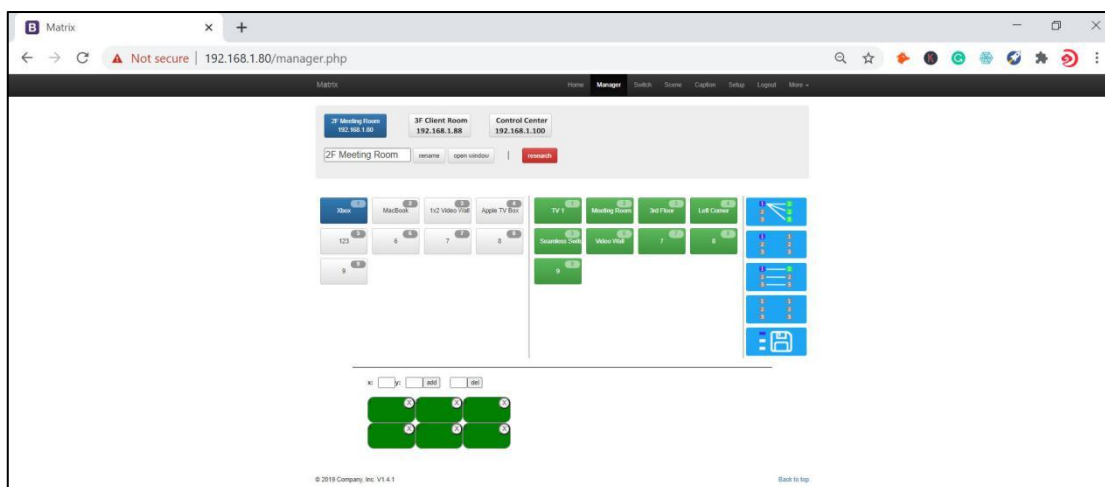 B Matrix
Not secure | 192.168.1.80/manager.php
Matrix Home Manager Switch Scene Caption Setup Logout More
2F Meeting Room 3F Client Room Control Center
192.168.1.80 192.168.1.88 192.168.1.100
2F Meeting Room rename open window | research
1 2 3 4
Xbox MacBook 1x2 Video Wall Apple TV Box TV 1 Meeting Room 3rd Floor Left Corner
123 6 7 8 Seamless Swit Video Wall 7 8
9 9
x: y: add del
X X X
X X X
© 2019 Company, Inc. V1.4.1 Back to top